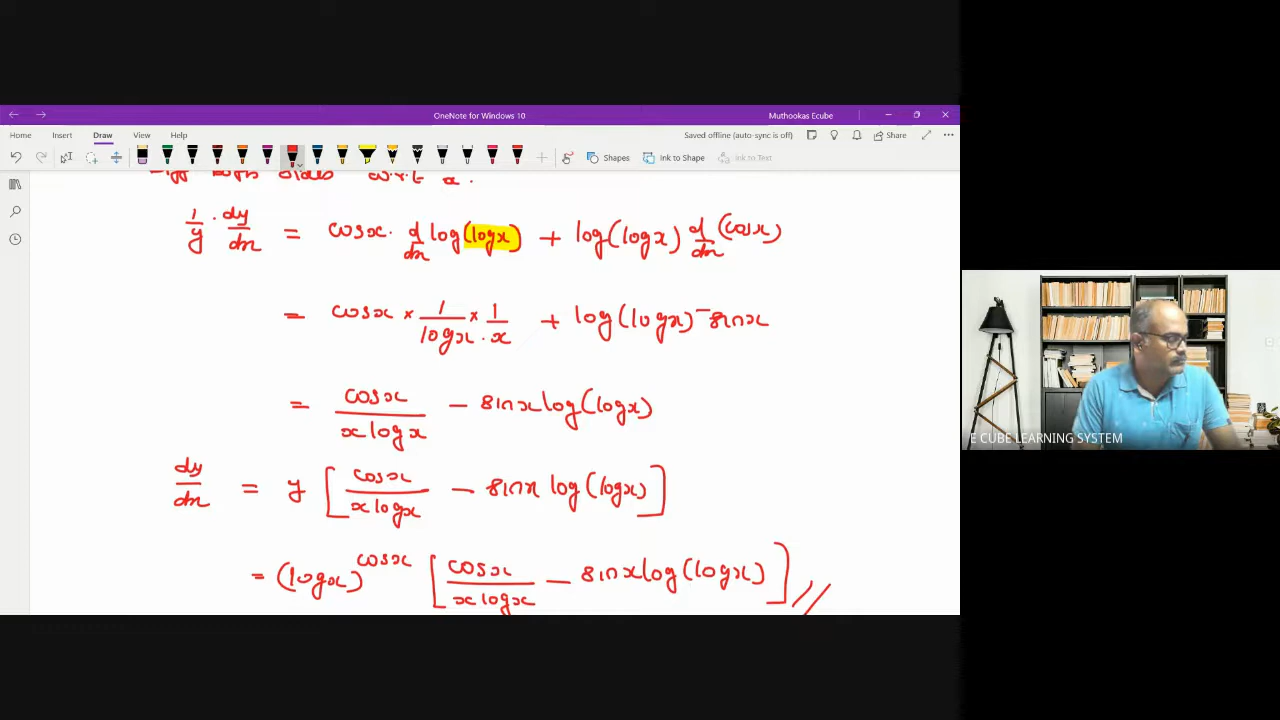 OneNote for Windows 10
Muthookas Ecube
Home Insert Draw View Help
Saved offline (auto-sync is off)
Share
Shapes
Ink to Shape
Ink to Text
w.r.t x.
1/y · dy/dx = cosx · d/dx log(logx) + log(logx) d/dx (cosx)
= cosx × 1/logx × 1/x + log(logx) -sinx
= cosx/x logx - sinx log(logx)
dy/dx = y [cosx/x logx - sinx log(logx)]
= (logx)^cosx [cosx/x logx - sinx log(logx)] //
E CUBE LEARNING SYSTEM